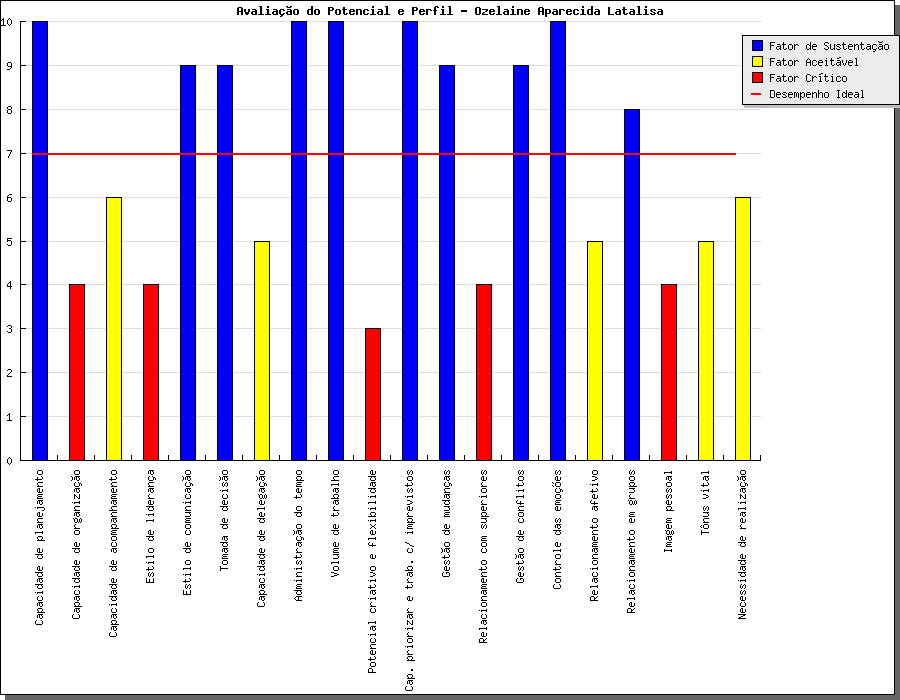 Avaliação do Potencial e Perfil - Ozelaine Aparecida Latalisa
Fator de Sustentação
Fator Aceitável
Fator Crítico
Desempenho Ideal
10
9
8
7
6
5
4
3
2
1
0
Capacidade de planejamento
Capacidade de organização
Capacidade de acompanhamento
Estilo de liderança
Estilo de comunicação
Tomada de decisão
Capacidade de delegação
Administração do tempo
Volume de trabalho
Potencial criativo e flexibilidade
Cap. priorizar e trab. c/ imprevistos
Gestão de mudanças
Relacionamento com superiores
Gestão de conflitos
Controle das emoções
Relacionamento afetivo
Relacionamento em grupos
Imagem pessoal
Tônus vital
Necessidade de realização